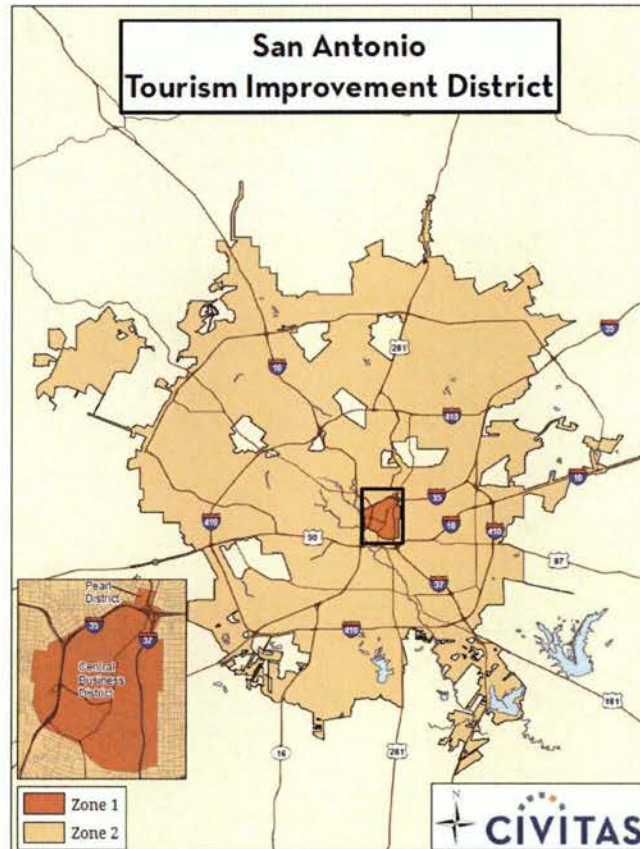 San Antonio
Tourism Improvement District
35
281
10
410
10
35
410
90
10
410
87
37
410
181
16
281
Pearl
District
35
37
Central
Business
District
Zone 1
Zone 2
N
CIVITAS